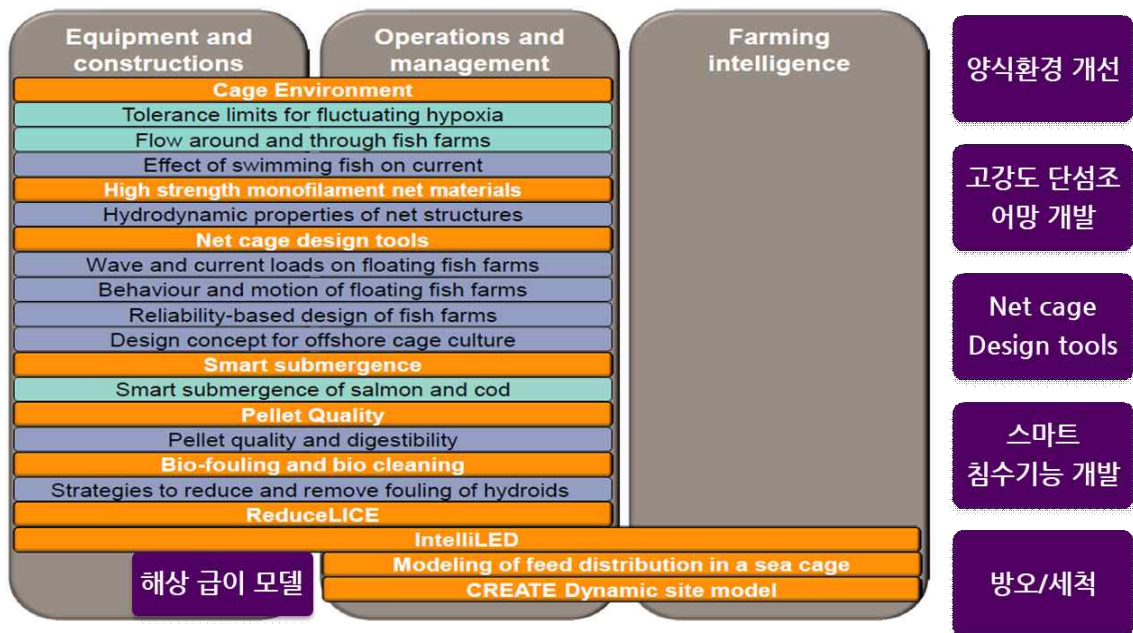 Equipment and
constructions
Operations and
management
Farming
intelligence
Cage Environment
Tolerance limits for fluctuating hypoxia
Flow around and through fish farms
Effect of swimming fish on current
High strength monofilament net materials
Hydrodynamic properties of net structures
Net cage design tools
Wave and current loads on floating fish farms
Behaviour and motion of floating fish farms
Reliability-based design of fish farms
Design concept for offshore cage culture
Smart submergence
Smart submergence of salmon and cod
Pellet Quality
Pellet quality and digestibility
Bio-fouling and bio cleaning
Strategies to reduce and remove fouling of hydroids
ReduceLICE
IntelliLED
Modeling of feed distribution in a sea cage
CREATE Dynamic site model
해상 급이 모델
양식환경 개선
고강도 단섬조
어망 개발
Net cage
Design tools
스마트
침수기능 개발
방오/세척